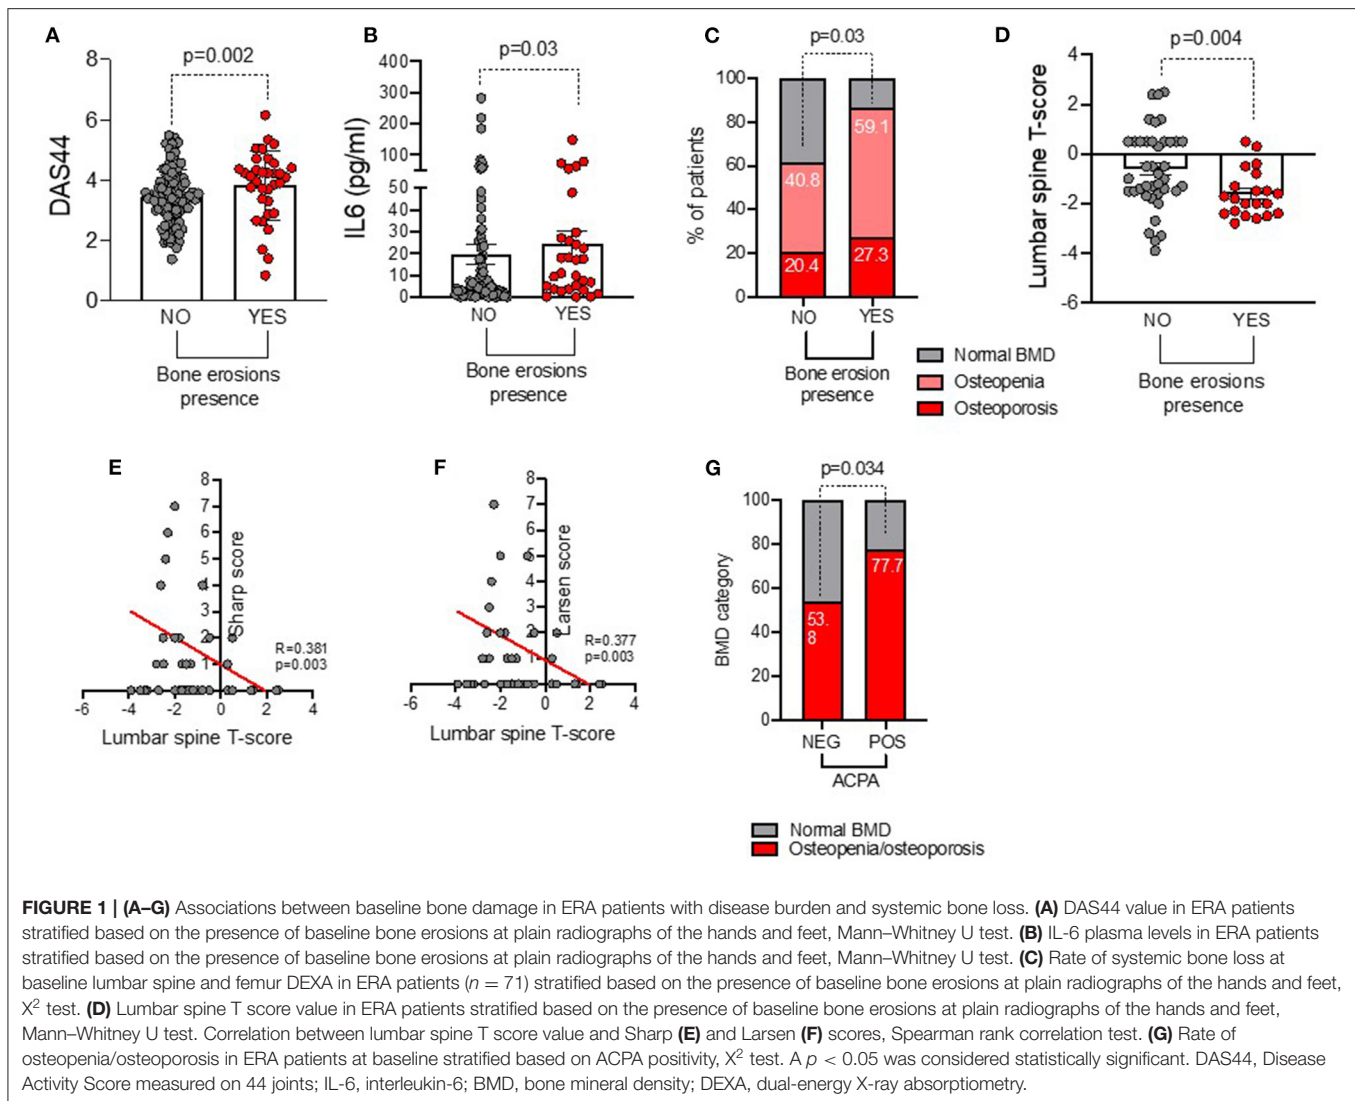 A
p=0.002
8
6
4
2
0
DAS44
NO YES
Bone erosions
presence
B
p=0.03
400
300
200
100
50
40
30
20
10
0
IL6 (pg/ml)
NO YES
Bone erosions
presence
C
p=0.03
100
80
60
40
20
0
% of patients
40.8
20.4
59.1
27.3
NO YES
Bone erosion
presence
Normal BMD
Osteopenia
Osteoporosis
D
p=0.004
4
2
0
-2
-4
-6
Lumbar spine T-score
NO YES
Bone erosions
presence
E
8
7
6
5
4
3
2
1
Sharp score
R=0.381
p=0.003
-6 -4 -2 0 2 4
Lumbar spine T-score
F
8
7
6
5
4
3
2
1
Larsen score
R=0.377
p=0.003
-6 -4 -2 0 2 4
Lumbar spine T-score
G
p=0.034
100
80
60
40
20
0
BMD category
53.
8
77.7
NEG POS
ACPA
Normal BMD
Osteopenia/osteoporosis
FIGURE 1 | (A–G) Associations between baseline bone damage in ERA patients with disease burden and systemic bone loss. (A) DAS44 value in ERA patients
stratified based on the presence of baseline bone erosions at plain radiographs of the hands and feet, Mann–Whitney U test. (B) IL-6 plasma levels in ERA patients
stratified based on the presence of baseline bone erosions at plain radiographs of the hands and feet, Mann–Whitney U test. (C) Rate of systemic bone loss at
baseline lumbar spine and femur DEXA in ERA patients (n = 71) stratified based on the presence of baseline bone erosions at plain radiographs of the hands and feet,
X² test. (D) Lumbar spine T score value in ERA patients stratified based on the presence of baseline bone erosions at plain radiographs of the hands and feet,
Mann–Whitney U test. Correlation between lumbar spine T score value and Sharp (E) and Larsen (F) scores, Spearman rank correlation test. (G) Rate of
osteopenia/osteoporosis in ERA patients at baseline stratified based on ACPA positivity, X² test. A p < 0.05 was considered statistically significant. DAS44, Disease
Activity Score measured on 44 joints; IL-6, interleukin-6; BMD, bone mineral density; DEXA, dual-energy X-ray absorptiometry.